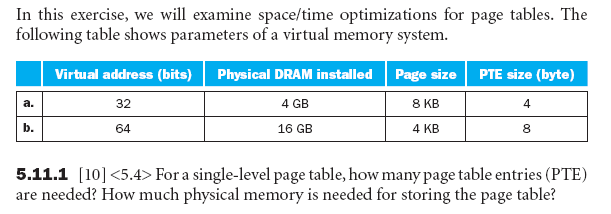 In this exercise, we will examine space/time optimizations for page tables. The
following table shows parameters of a virtual memory system.
Virtual address (bits) Physical DRAM installed Page size PTE size (byte)
a. 32 4 GB 8 KB 4
b. 64 16 GB 4 KB 8
5.11.1 [10] <5.4> For a single-level page table, how many page table entries (PTE)
are needed? How much physical memory is needed for storing the page table?